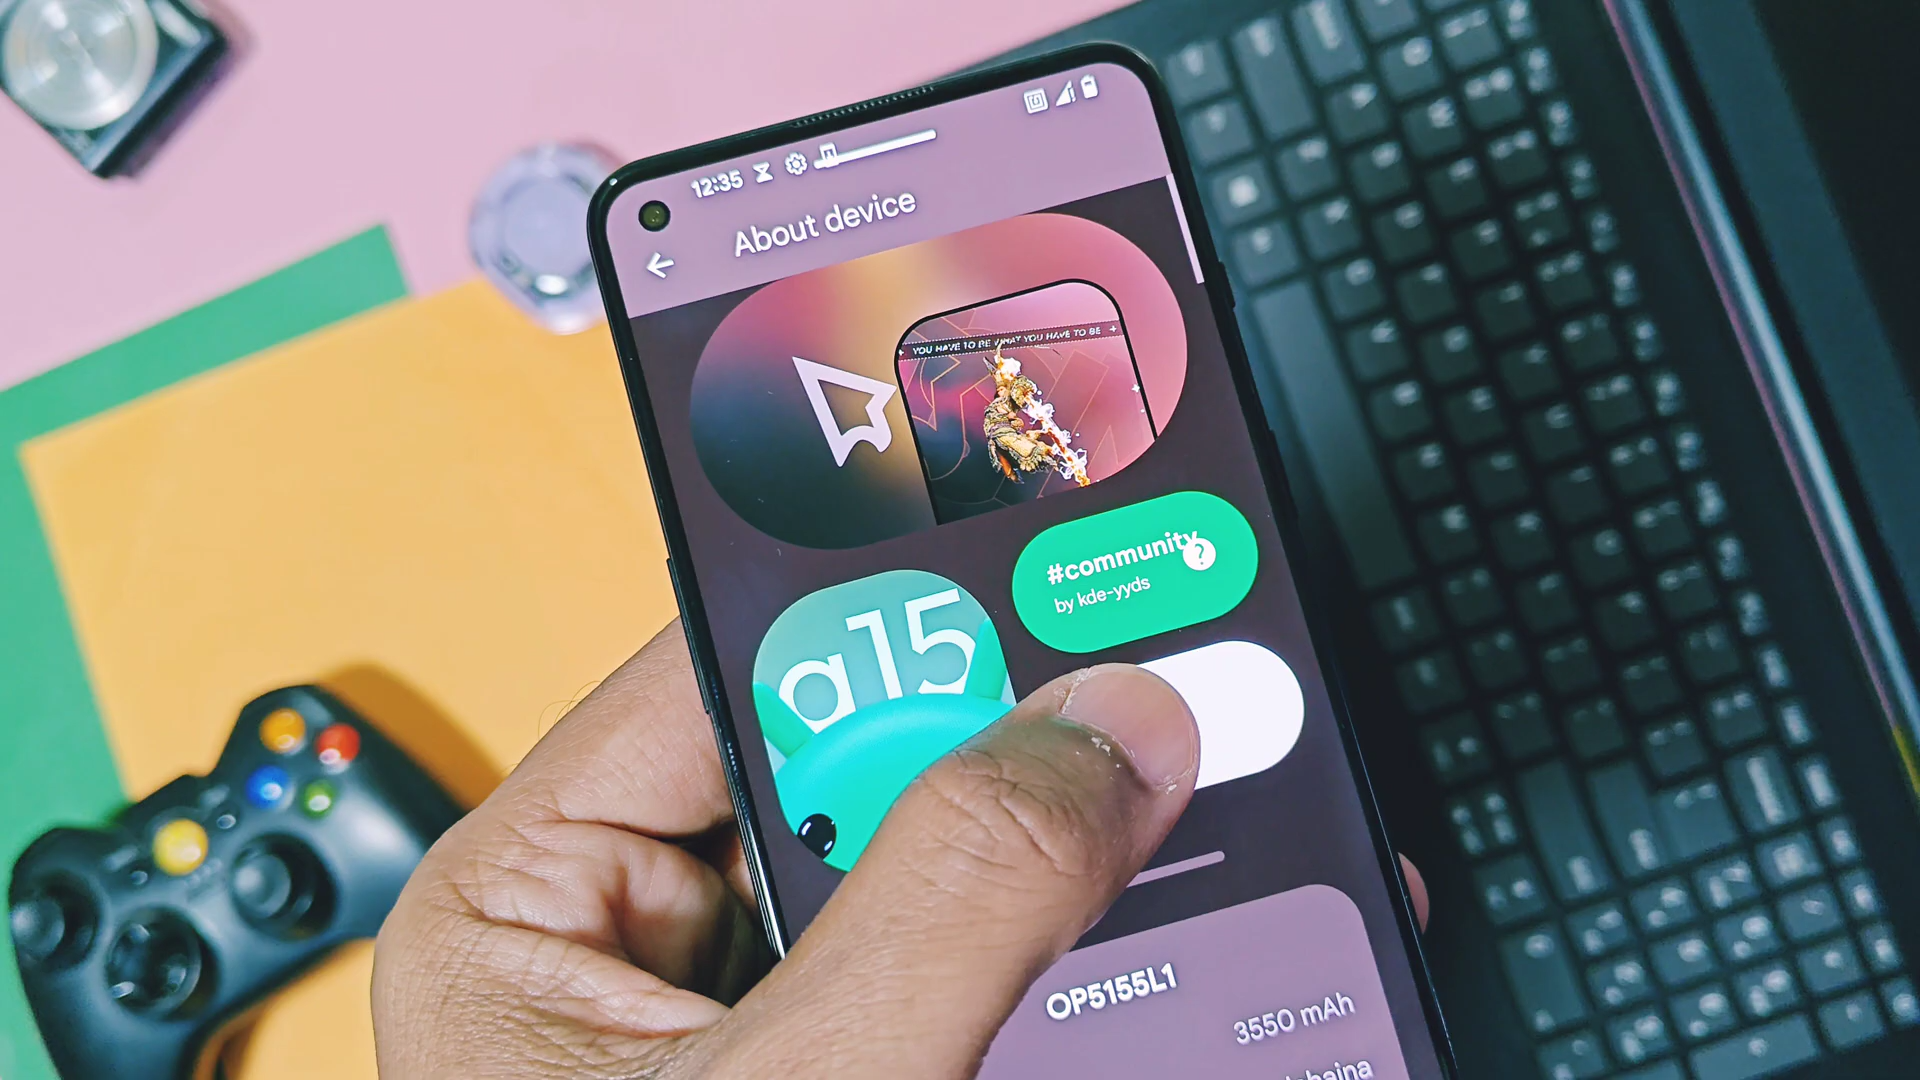 12:35
About device
YOU HAVE TO BE WHAT YOU HAVE TO BE
#community
?
by kde-yyds
a15
OP5155L1
3550 mAh